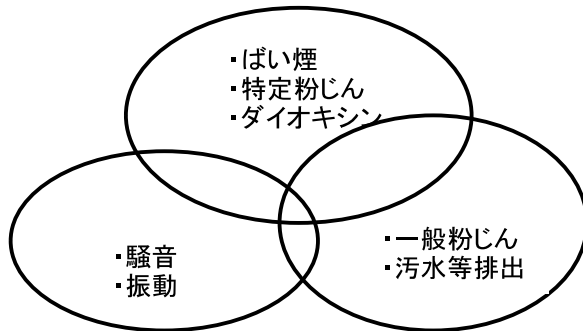 ・ばい煙
・特定粉じん
・ダイオキシン
・騒音
・振動
・一般粉じん
・汚水等排出